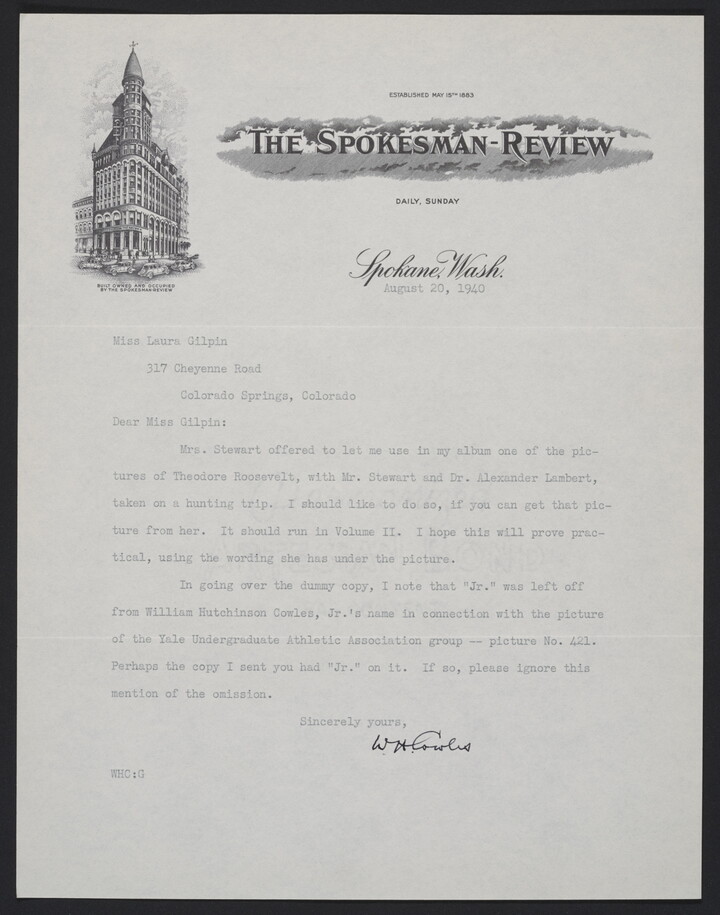 ESTABLISHED MAY 15TH 1883
THE SPOKESMAN-REVIEW
DAILY, SUNDAY
BUILT OWNED AND OCCUPIED
BY THE SPOKESMAN-REVIEW
Spokane, Wash.
August 20, 1940
Miss Laura Gilpin
317 Cheyenne Road
Colorado Springs, Colorado
Dear Miss Gilpin:
Mrs. Stewart offered to let me use in my album one of the pic-
tures of Theodore Roosevelt, with Mr. Stewart and Dr. Alexander Lambert,
taken on a hunting trip. I should like to do so, if you can get that pic-
ture from her. It should run in Volume II. I hope this will prove prac-
tical, using the wording she has under the picture.
In going over the dummy copy, I note that "Jr." was left off
from William Hutchinson Cowles, Jr.'s name in connection with the picture
of the Yale Undergraduate Athletic Association group -- picture No. 421.
Perhaps the copy I sent you had "Jr." on it. If so, please ignore this
mention of the omission.
Sincerely yours,
W.H.Cowles
WHC:G